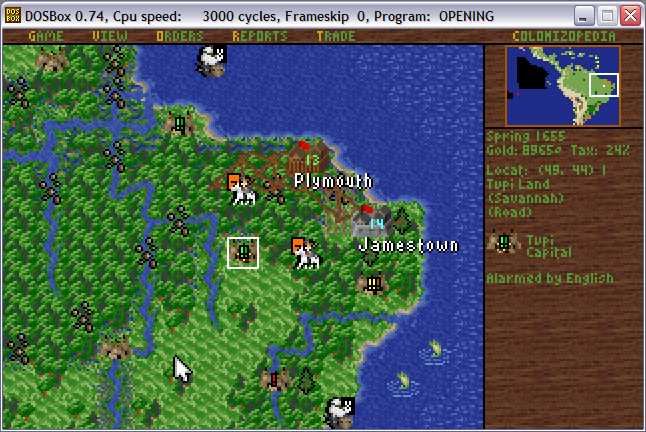 DOSBox 0.74, Cpu speed: 3000 cycles, Frameskip 0, Program: OPENING
DOS
BOX
GAME VIEW ORDERS REPORTS TRADE COLONIZOPEDIA
Spring 1655
Gold: 8965 Tax: 24%
Locat: (49, 44) 1
Tupi Land
(Savannah)
(Road)
Tupi
Capital
Alarmed by English
13
Plymouth
14
Jamestown